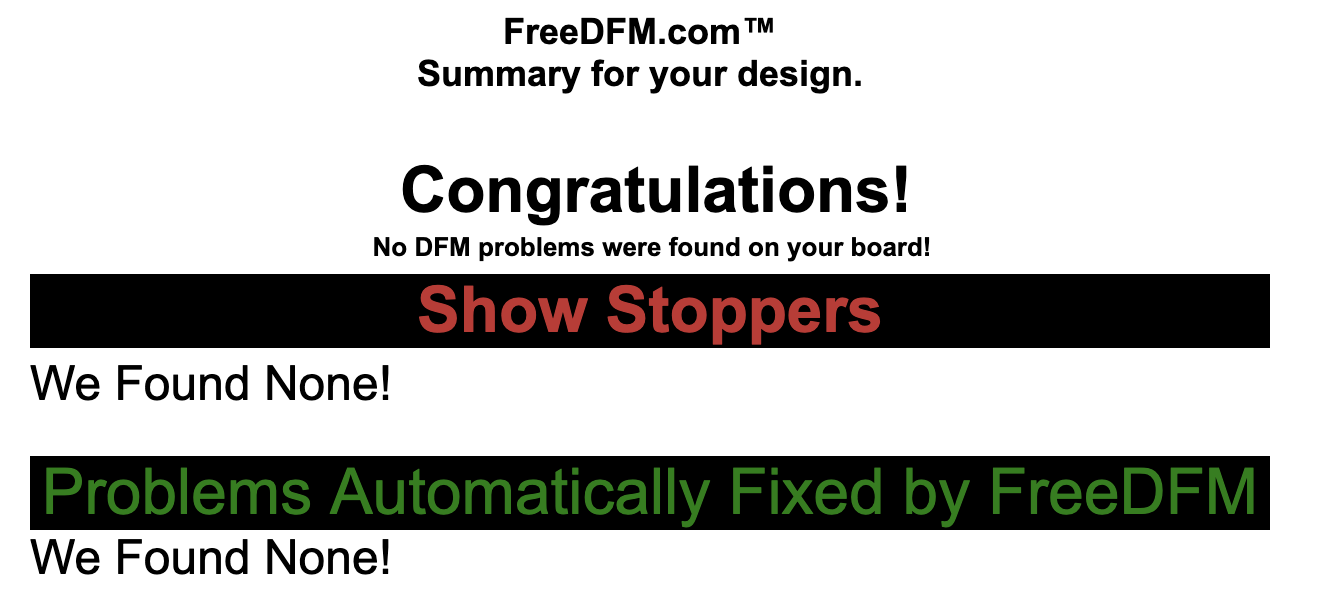 FreeDFM.com™
Summary for your design.
Congratulations!
No DFM problems were found on your board!
Show Stoppers
We Found None!
Problems Automatically Fixed by FreeDFM
We Found None!